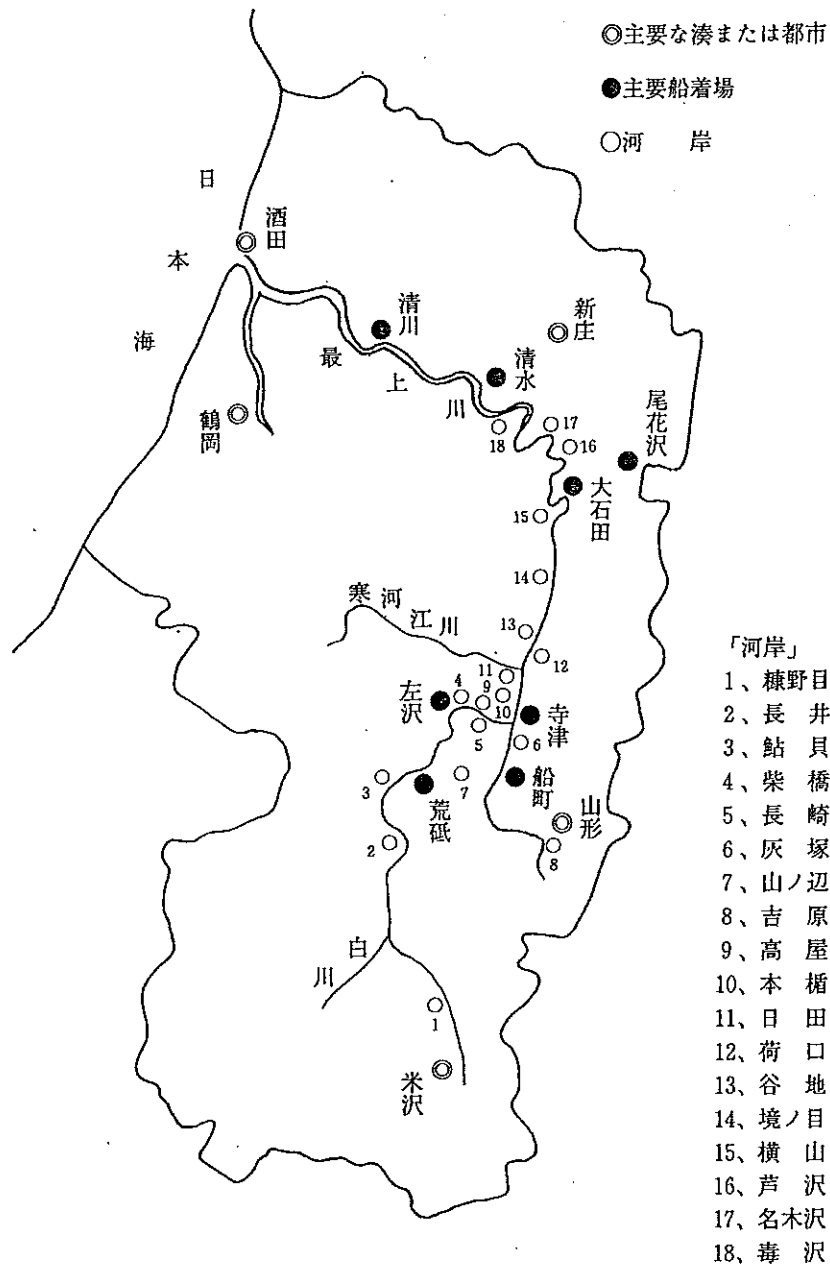 ◎主要な湊または都市
●主要船着場
○河　岸
日本海
酒田
鶴岡
清川
最上川
清水
新庄
尾花沢
大石田
18
17
16
15
14
13
12
寒河江川
11
10
9
4
5
6
7
3
2
8
1
左沢
寺津
船町
荒砥
山形
白川
米沢
「河岸」
1、糠野目
2、長　井
3、鮎　貝
4、柴　橋
5、長　崎
6、灰　塚
7、山ノ辺
8、吉　原
9、高　屋
10、本　楯
11、日　田
12、荷　口
13、谷　地
14、境ノ目
15、横　山
16、芦　沢
17、名木沢
18、毒　沢